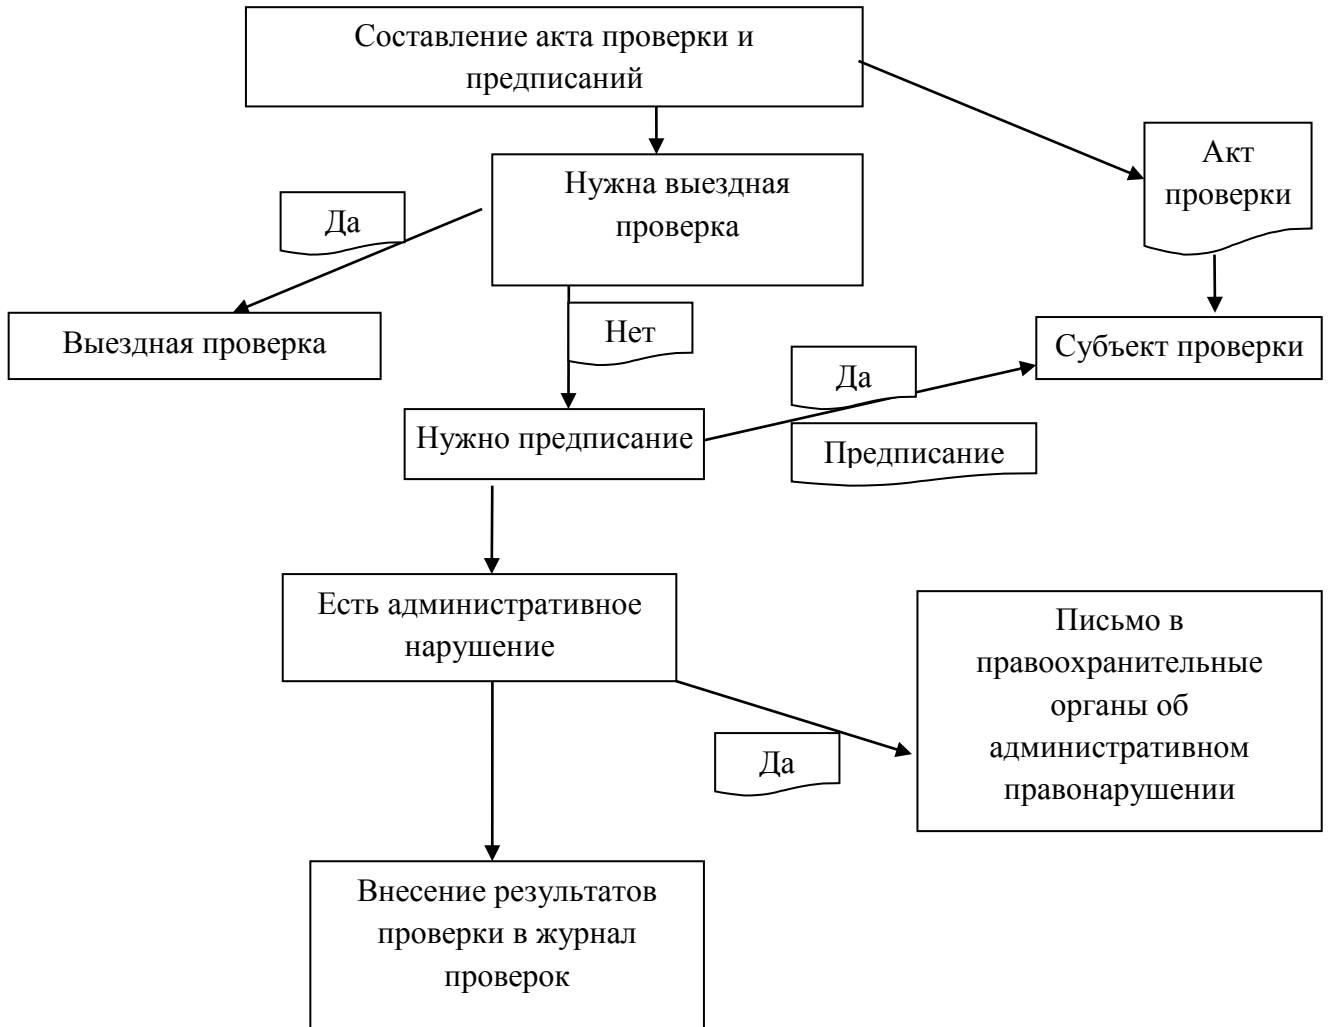 Составление акта проверки и
предписаний
Акт
проверки
Нужна выездная
проверка
Да
Выездная проверка
Нет
Субъект проверки
Да
Нужно предписание
Предписание
Есть административное
нарушение
Письмо в
правоохранительные
органы об
административном
правонарушении
Да
Внесение результатов
проверки в журнал
проверок